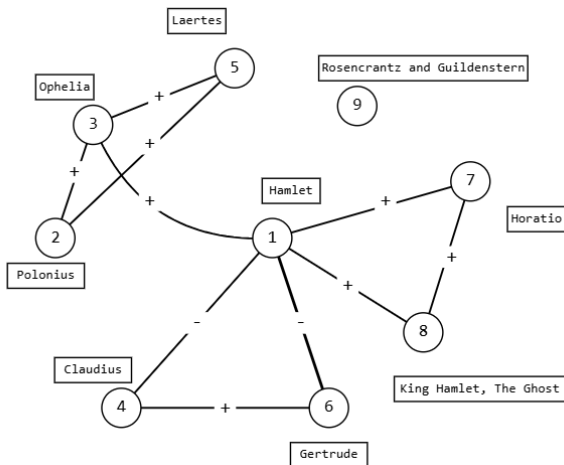 Laertes
5
Rosencrantz and Guildenstern
Ophelia
+
9
3
+
+
7
Hamlet
+
+
Horatio
2
1
+
Polonius
+
-
-
8
Claudius
King Hamlet, The Ghost
4
+
6
Gertrude